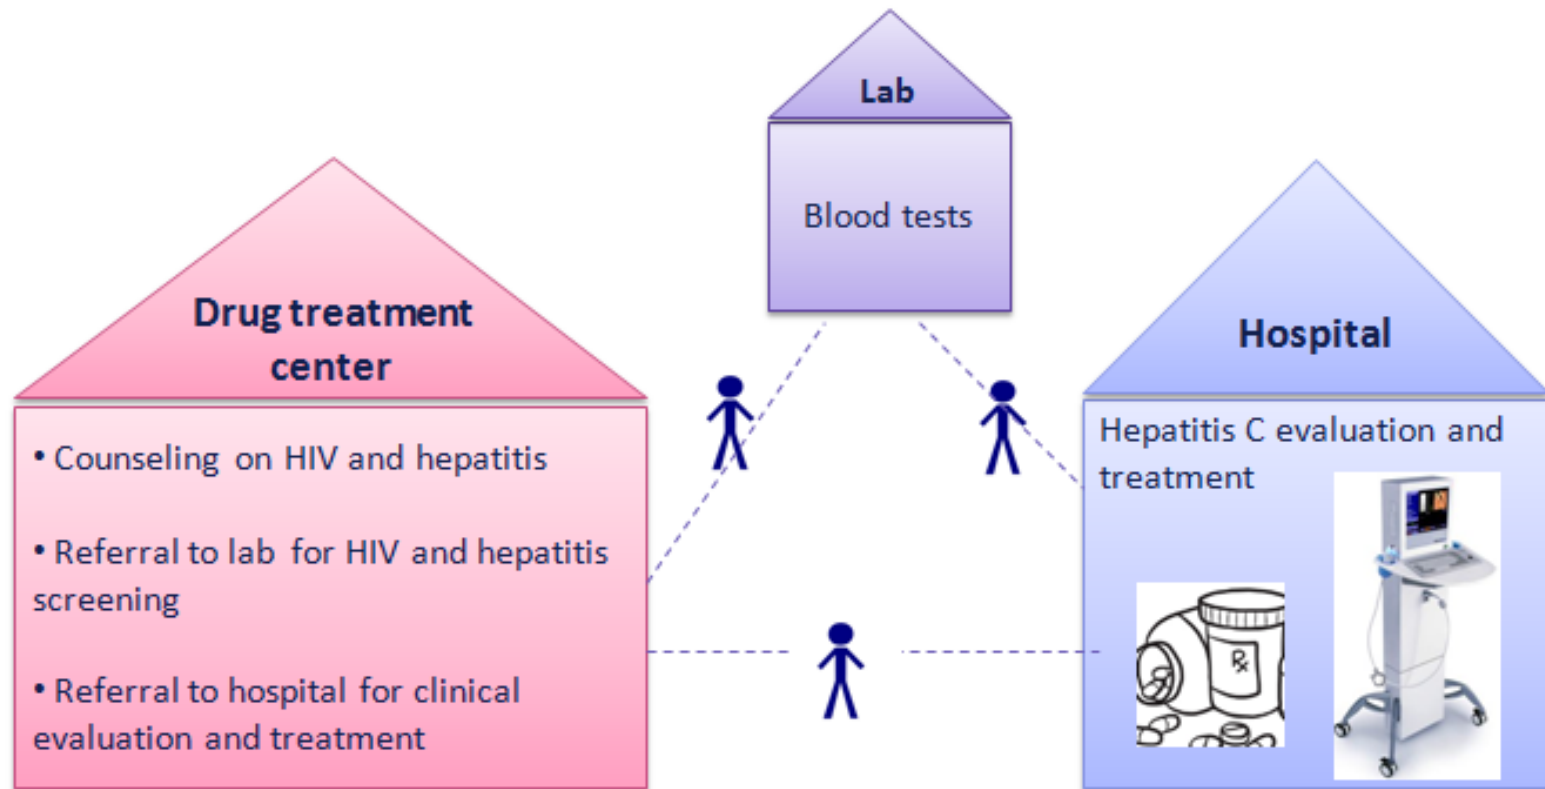 Lab
Blood tests
Drug treatment
center
• Counseling on HIV and hepatitis
• Referral to lab for HIV and hepatitis
screening
• Referral to hospital for clinical
evaluation and treatment
Hospital
Hepatitis C evaluation and
treatment
Rx